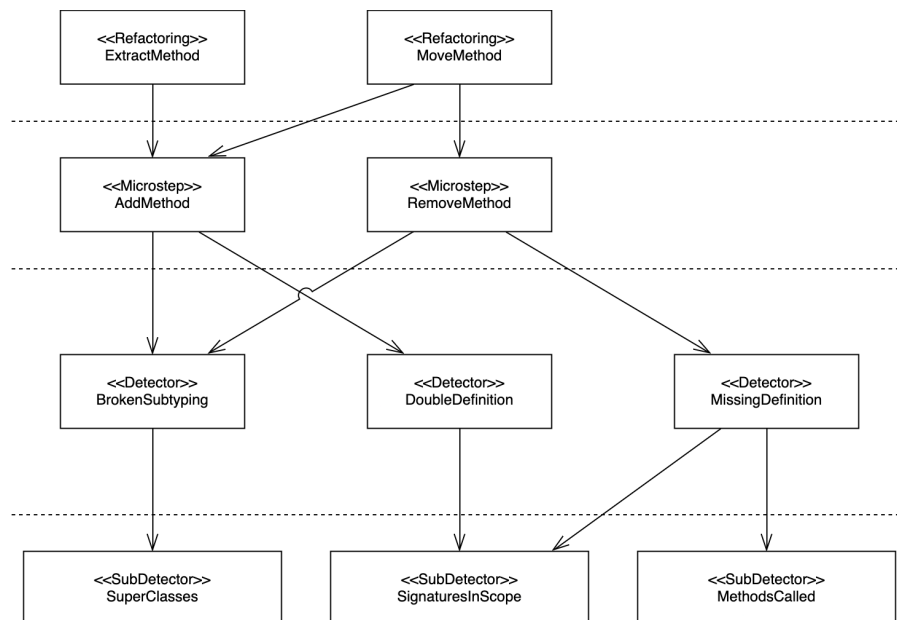 <<Refactoring>>
ExtractMethod
<<Refactoring>>
MoveMethod
<<Microstep>>
AddMethod
<<Microstep>>
RemoveMethod
<<Detector>>
BrokenSubtyping
<<Detector>>
DoubleDefinition
<<Detector>>
MissingDefinition
<<SubDetector>>
SuperClasses
<<SubDetector>>
SignaturesInScope
<<SubDetector>>
MethodsCalled